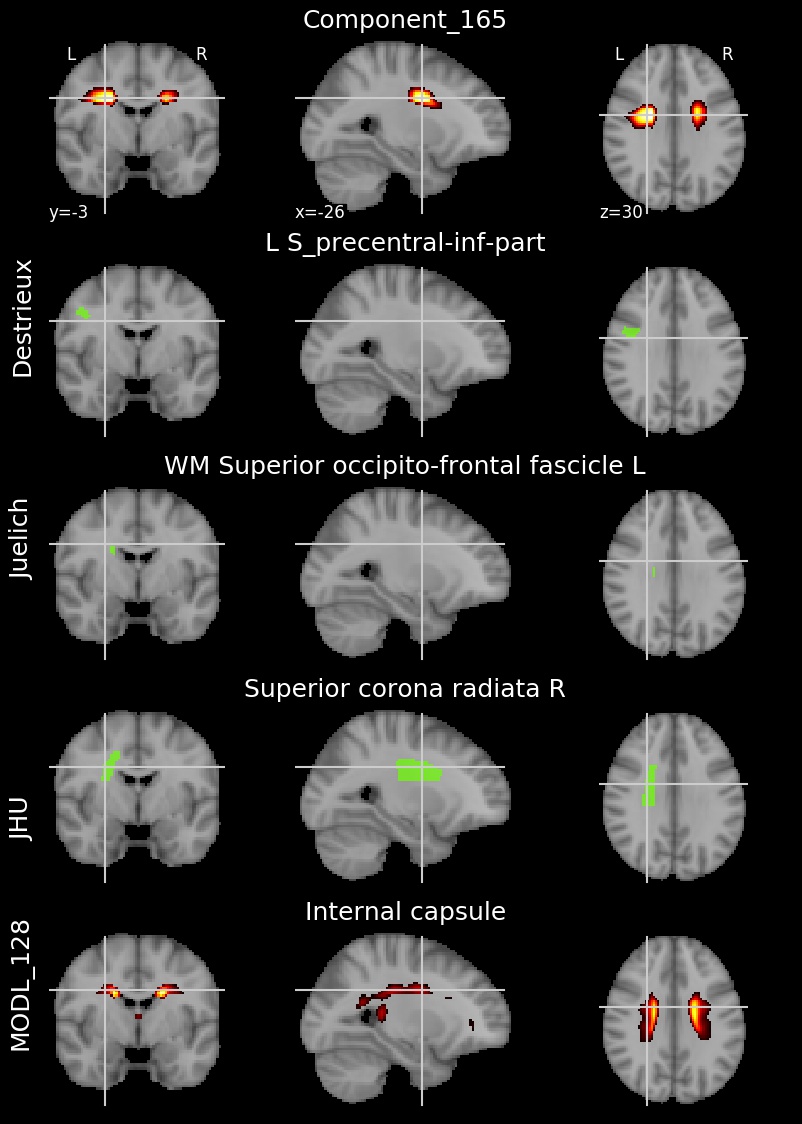 Component_165
L R L R
y=-3 x=-26 z=30
L S_precentral-inf-part
Destrieux
WM Superior occipito-frontal fascicle L
Juelich
Superior corona radiata R
JHU
Internal capsule
MODL_128